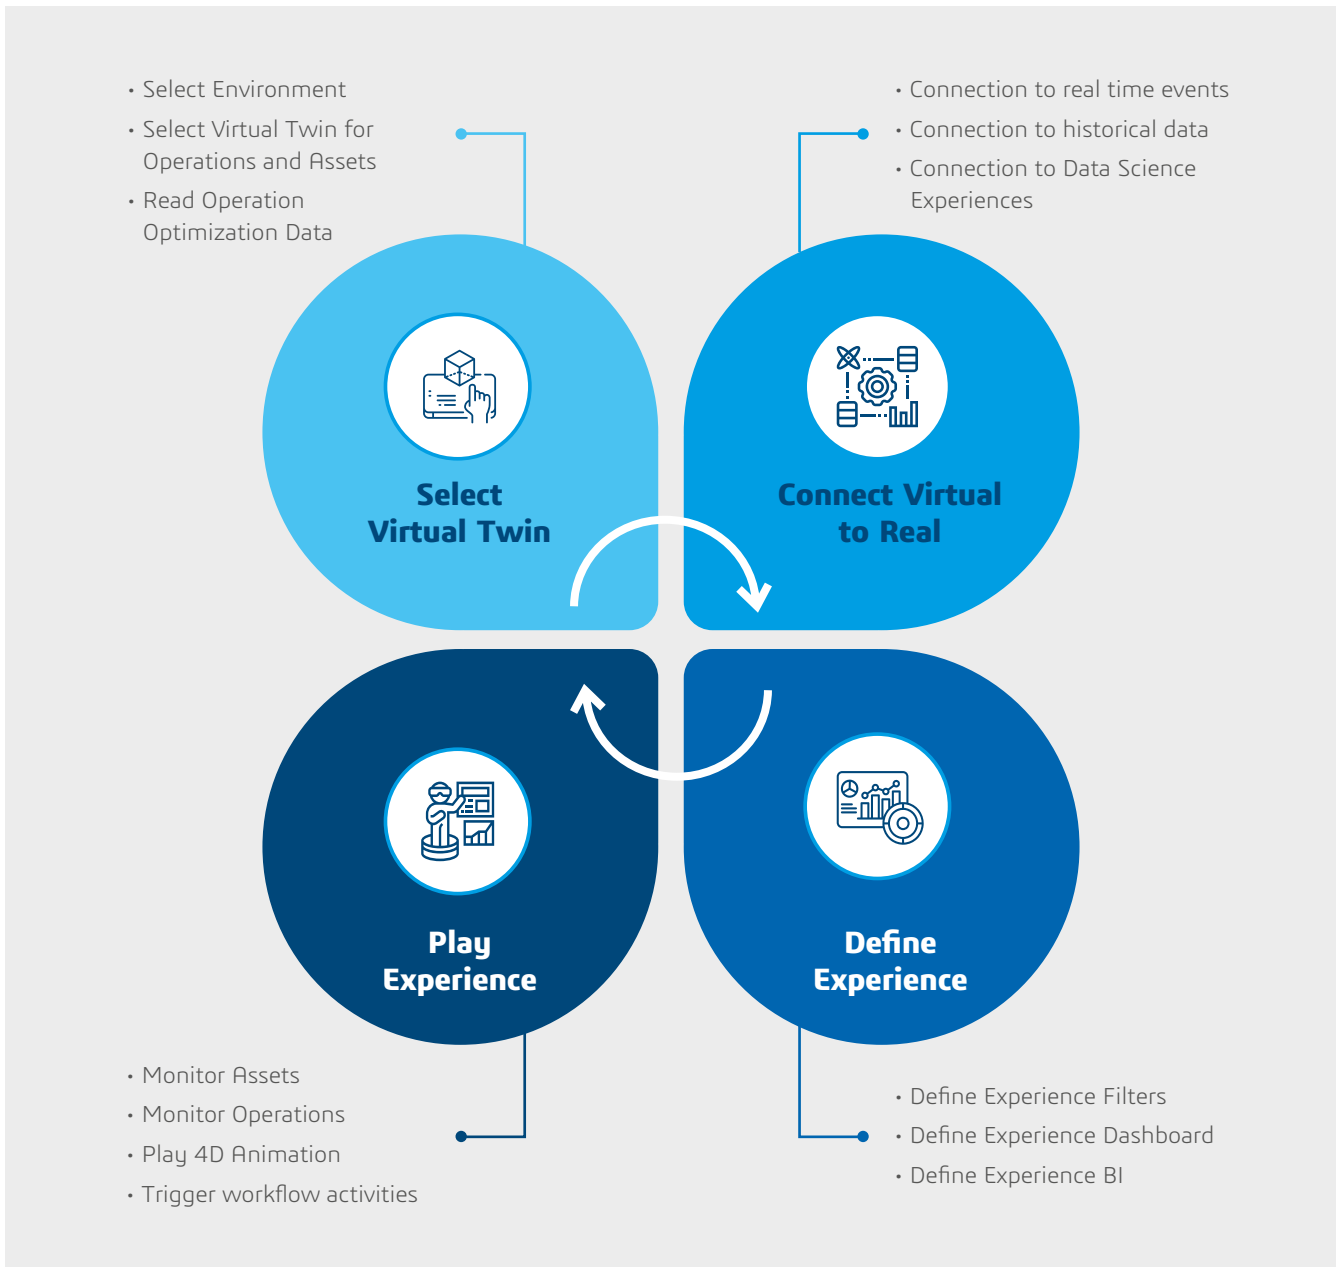 • Select Environment
• Select Virtual Twin for
Operations and Assets
• Read Operation
Optimization Data
• Connection to real time events
• Connection to historical data
• Connection to Data Science
Experiences
Select
Virtual Twin
Connect Virtual
to Real
Play
Experience
Define
Experience
• Monitor Assets
• Monitor Operations
• Play 4D Animation
• Trigger workflow activities
• Define Experience Filters
• Define Experience Dashboard
• Define Experience BI